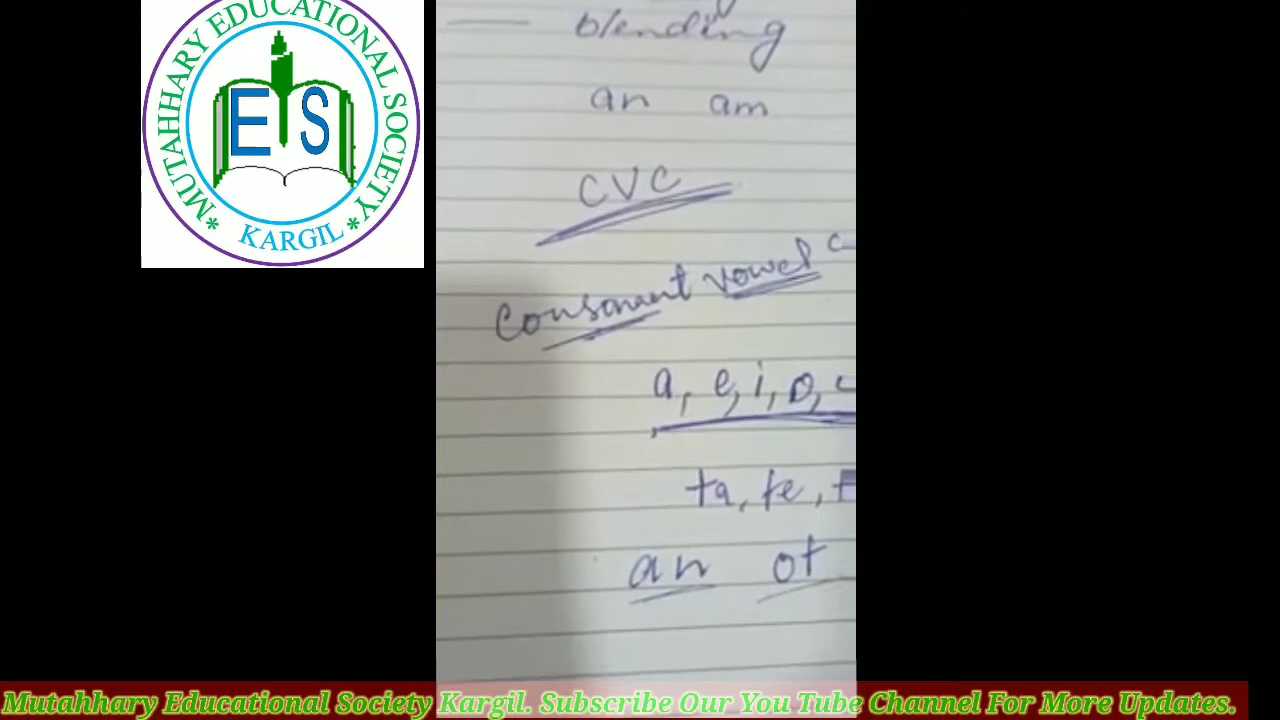 MUTAHHARY EDUCATIONAL SOCIETY
E S
* KARGIL *
blending
an am
CVC
Consonant vowel c
a, e, i, o,
ta, te, t
an ot
Mutahhary Educational Society Kargil. Subscribe Our You Tube Channel For More Updates.